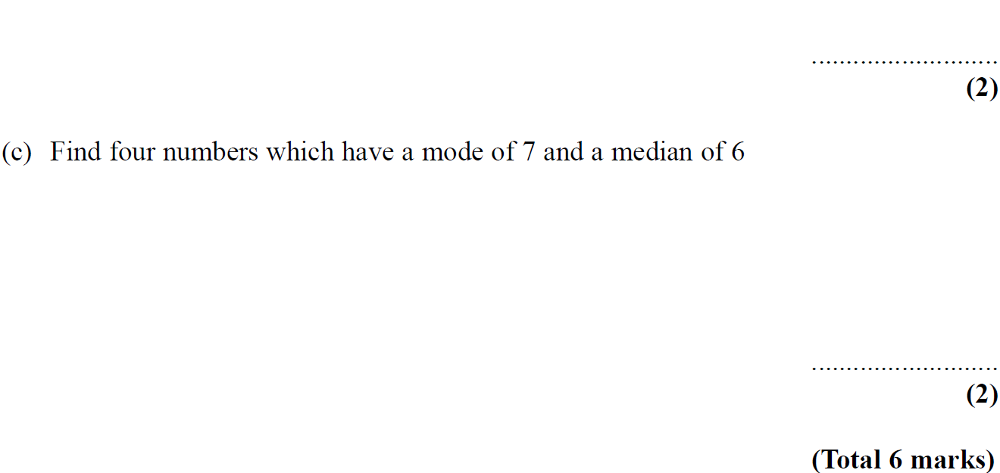 ..........................
(2)
(c) Find four numbers which have a mode of 7 and a median of 6
..........................
(2)
(Total 6 marks)